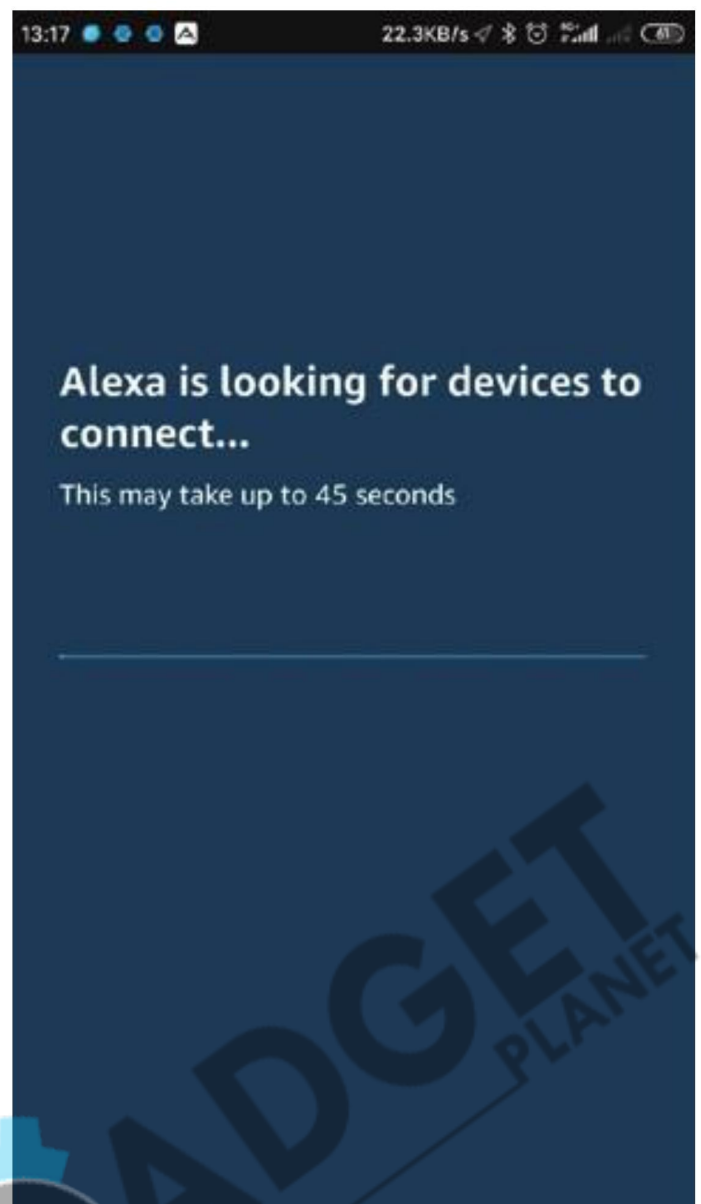 13:17 22.3KB/s 61
Alexa is looking for devices to
connect...
This may take up to 45 seconds
ADGET
PLANET